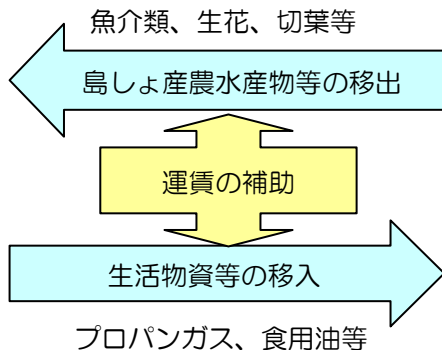 魚介類、生花、切葉等
島しょ産農水産物等の移出
運賃の補助
生活物資等の移入
プロパンガス、食用油等